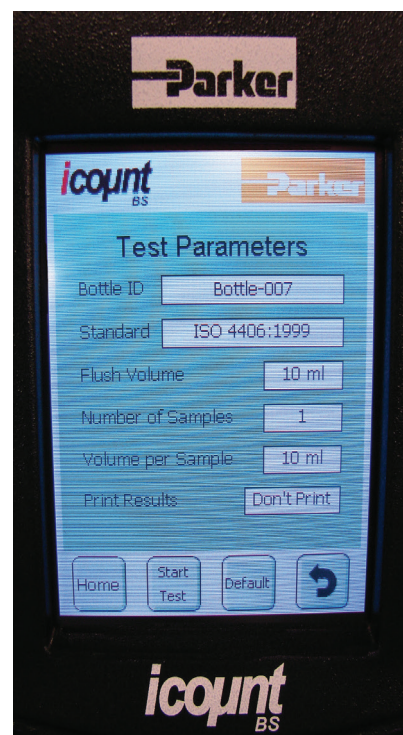 Parker
icount Parker
BS
Test Parameters
Bottle ID Bottle-007
Standard ISO 4406:1999
Flush Volume 10 ml
Number of Samples 1
Volume per Sample 10 ml
Print Results Don't Print
Home Start Test Default
icount
BS